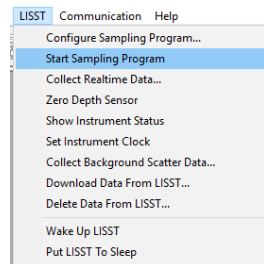 LISST Communication Help
Configure Sampling Program...
Start Sampling Program
Collect Realtime Data...
Zero Depth Sensor
Show Instrument Status
Set Instrument Clock
Collect Background Scatter Data...
Download Data From LISST...
Delete Data From LISST...
Wake Up LISST
Put LISST To Sleep